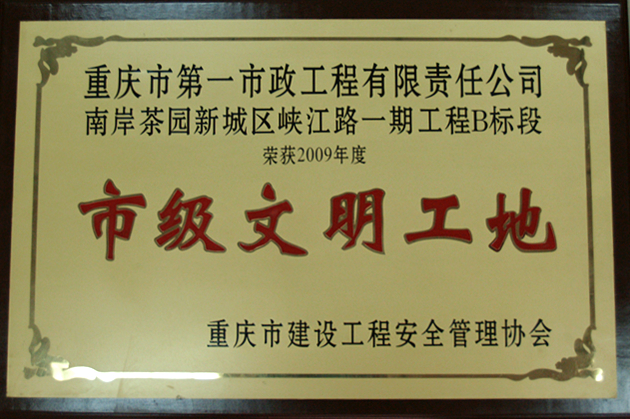 重庆市第一市政工程有限责任公司
南岸茶园新城区峡江路一期工程B标段
荣获2009年度
市级文明工地
重庆市建设工程安全管理协会